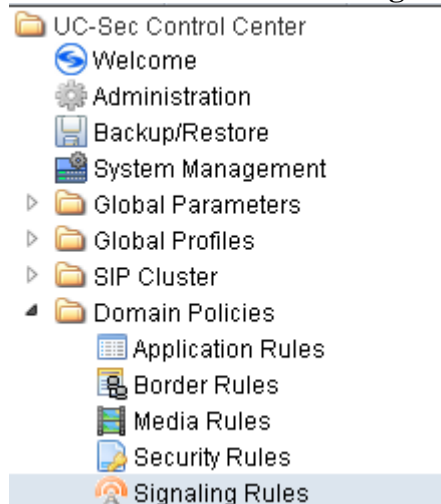 UC-Sec Control Center
Welcome
Administration
Backup/Restore
System Management
Global Parameters
Global Profiles
SIP Cluster
Domain Policies
Application Rules
Border Rules
Media Rules
Security Rules
Signaling Rules